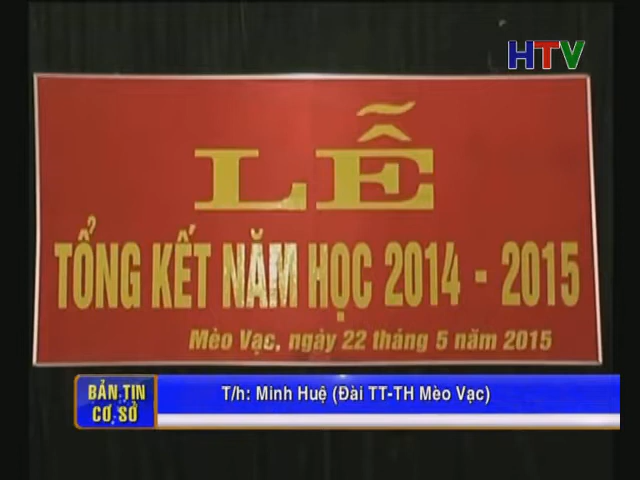 HTV
LỄ
TỔNG KẾT NĂM HỌC 2014 - 2015
Mèo Vạc, ngày 22 tháng 5 năm 2015
BẢN TIN
CƠ SỞ
T/h: Minh Huệ (Đài TT-TH Mèo Vạc)